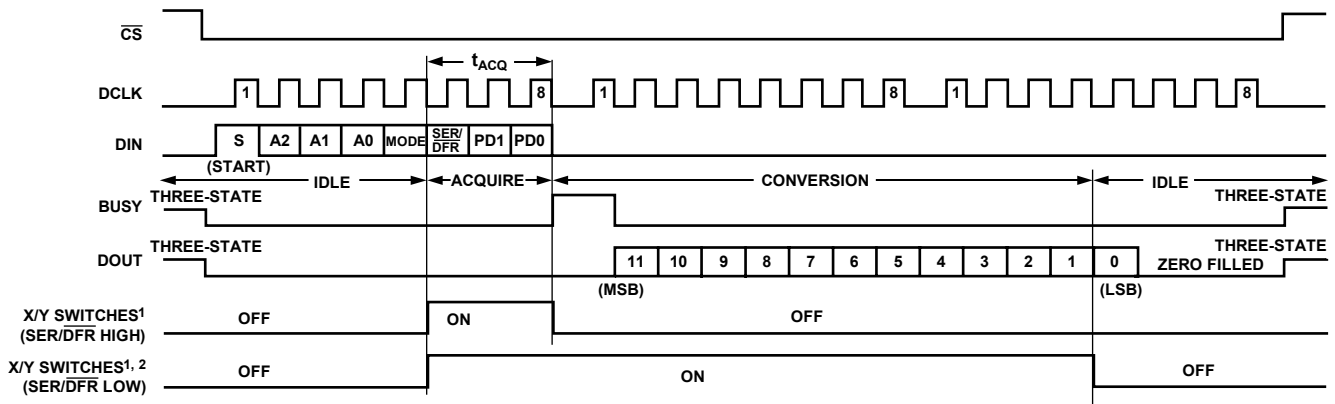 CS
tACQ
DCLK 1 8 1 8 1 8
DIN S A2 A1 A0 MODE SER/DFR PD1 PD0
(START)
IDLE ACQUIRE CONVERSION IDLE
BUSY THREE-STATE THREE-STATE
DOUT THREE-STATE 11 10 9 8 7 6 5 4 3 2 1 0 ZERO FILLED THREE-STATE
(MSB) (LSB)
X/Y SWITCHES1 OFF ON OFF
(SER/DFR HIGH)
X/Y SWITCHES1, 2 OFF ON OFF
(SER/DFR LOW)